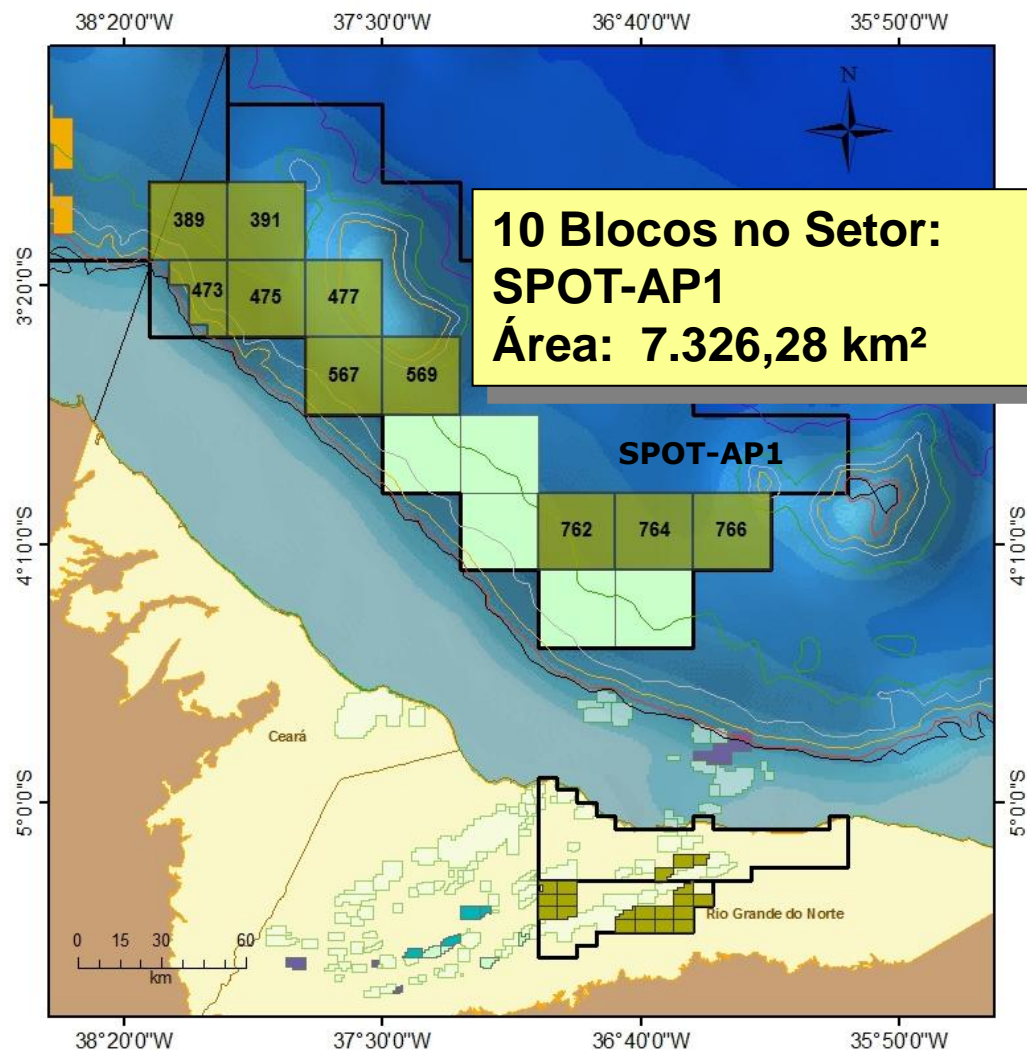 38°20'0"W 37°30'0"W 36°40'0"W 35°50'0"W
N
10 Blocos no Setor:
SPOT-AP1
Área: 7.326,28 km²
389 391
473 475 477
567 569
SPOT-AP1
762 764 766
3°20'0"S 3°20'0"S
4°10'0"S 4°10'0"S
5°0'0"S 5°0'0"S
Ceará
Rio Grande do Norte
0 15 30 60
km
38°20'0"W 37°30'0"W 36°40'0"W 35°50'0"W